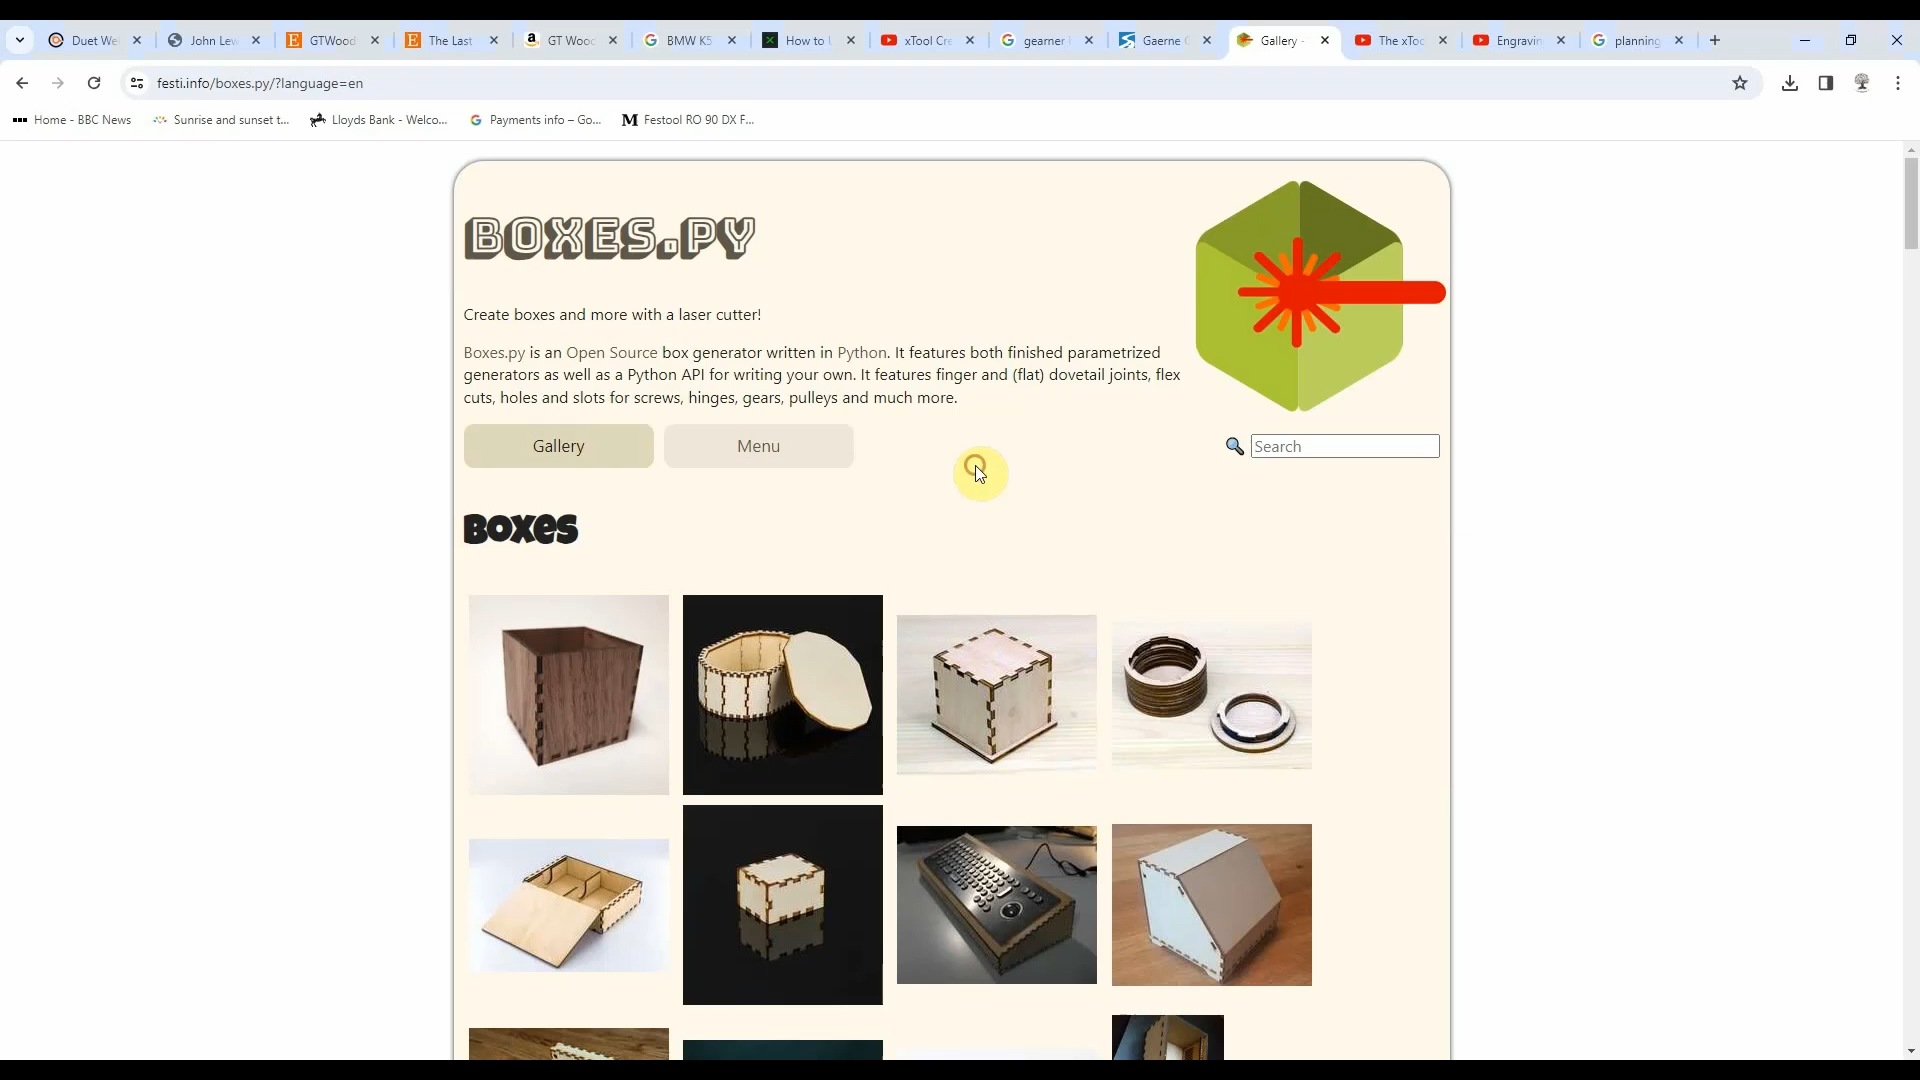 Duet We
John Lew
GTWood
The Last
GT Wood
BMW K5
How to U
xTool Cre
gearner
Gaerne G
Gallery -
The xToo
Engravin
planning
festi.info/boxes.py/?language=en
Home - BBC News
Sunrise and sunset t...
Lloyds Bank - Welco...
Payments info – Go...
Festool RO 90 DX F...
BOXES.PY
Create boxes and more with a laser cutter!
Boxes.py is an Open Source box generator written in Python. It features both finished parametrized
generators as well as a Python API for writing your own. It features finger and (flat) dovetail joints, flex
cuts, holes and slots for screws, hinges, gears, pulleys and much more.
Gallery
Menu
Search
Boxes